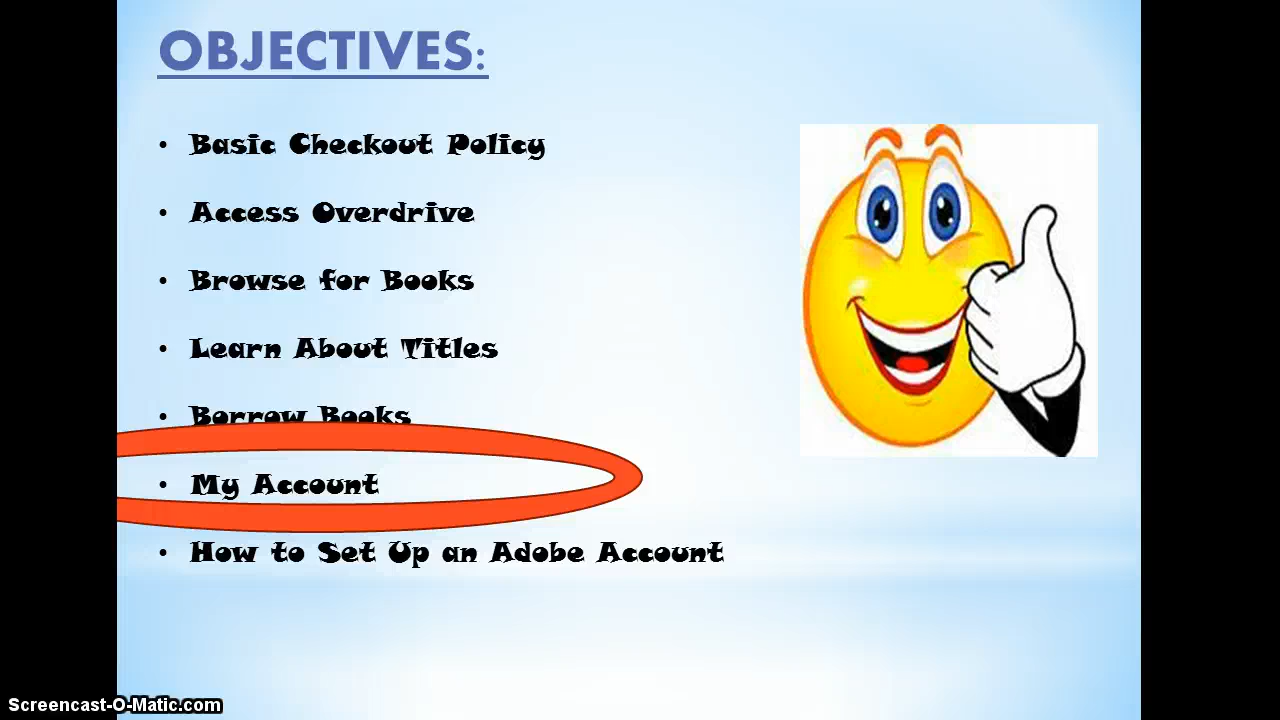 OBJECTIVES:
• Basic Checkout Policy
• Access Overdrive
• Browse for Books
• Learn About Titles
• Borrow Books
• My Account
• How to Set Up an Adobe Account
Screencast-O-Matic.com